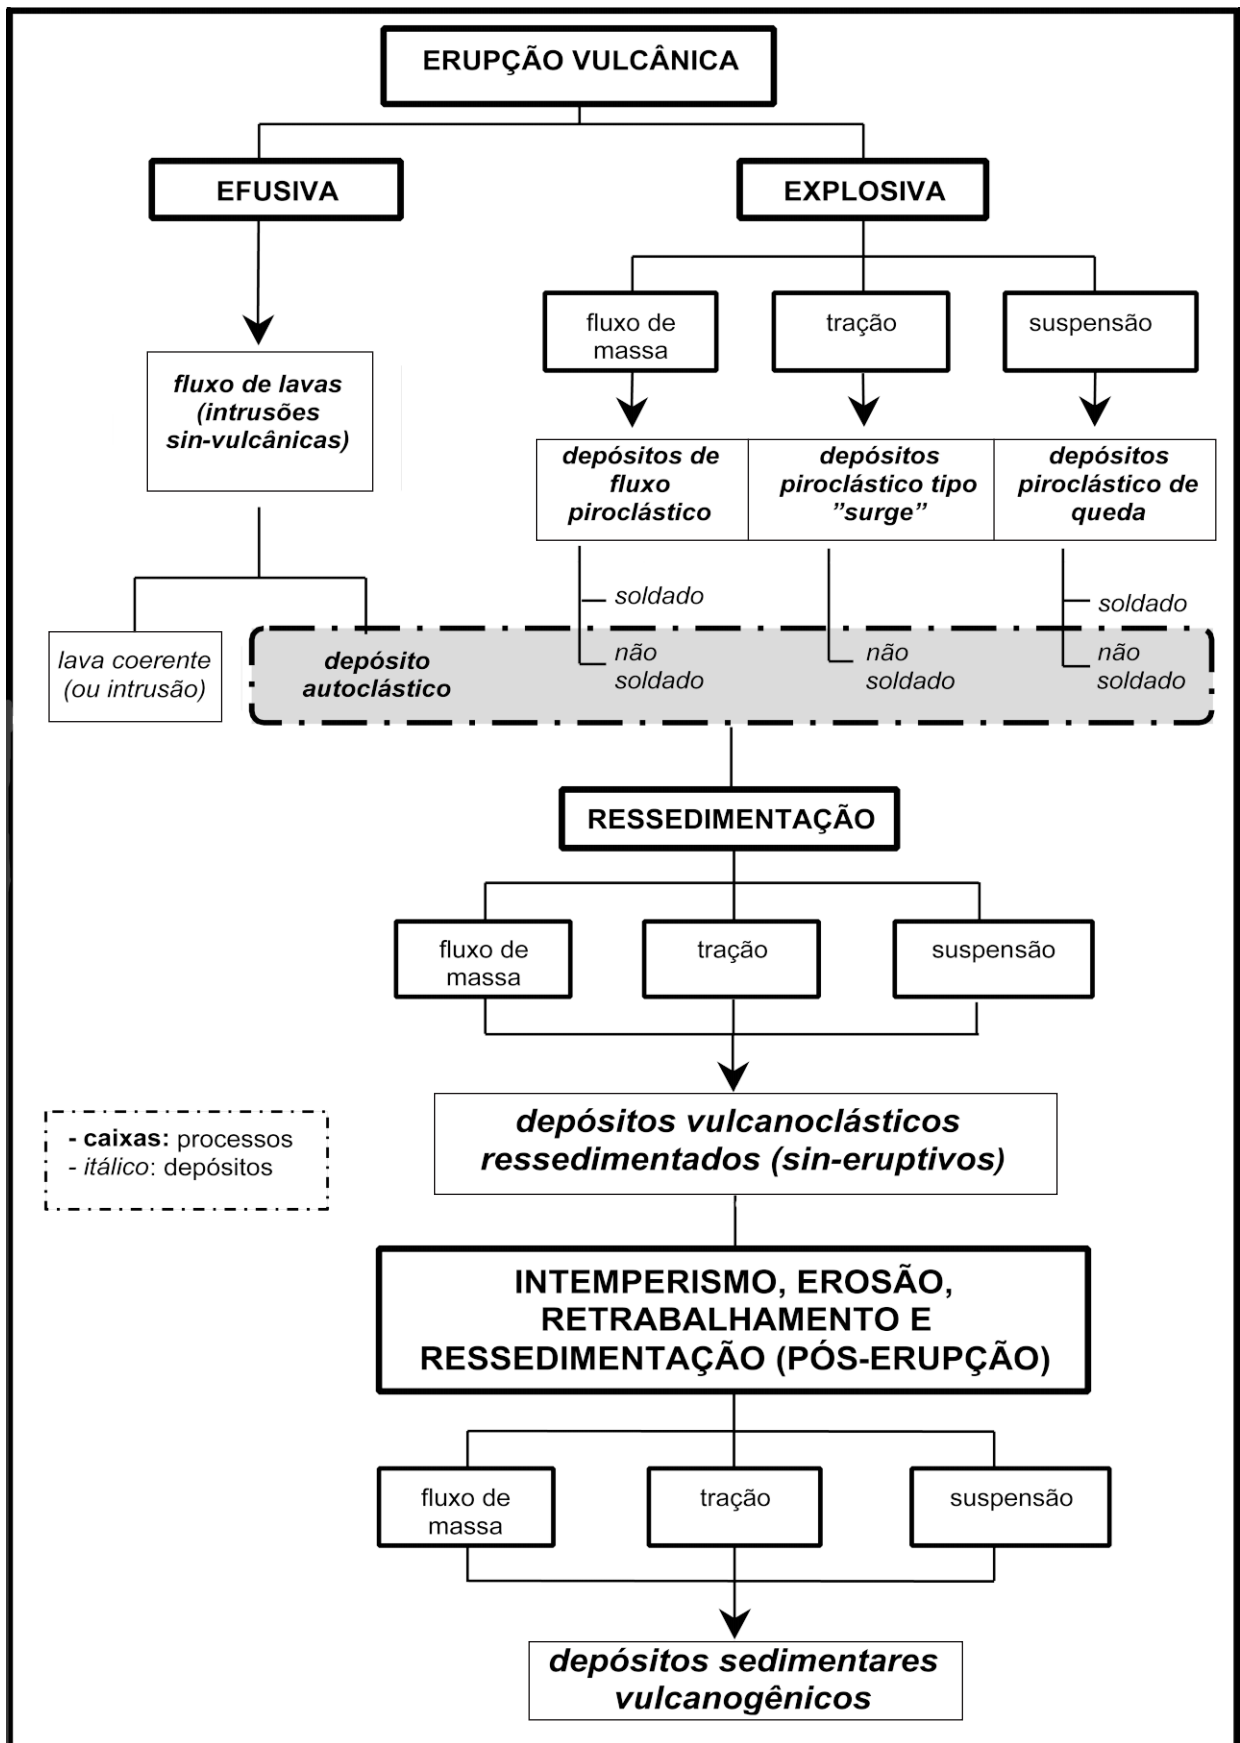 ERUPÇÃO VULCÂNICA
EFUSIVA
EXPLOSIVA
fluxo de
massa
tração
suspensão
fluxo de lavas
(intrusões
sin-vulcânicas)
depósitos de
fluxo
piroclástico
depósitos
piroclástico tipo
”surge”
depósitos
piroclástico de
queda
soldado
não
soldado
não
soldado
soldado
não
soldado
lava coerente
(ou intrusão)
depósito
autoclástico
RESSEDIMENTAÇÃO
fluxo de
massa
tração
suspensão
depósitos vulcanoclásticos
ressedimentados (sin-eruptivos)
- caixas: processos
- itálico: depósitos
INTEMPERISMO, EROSÃO,
RETRABALHAMENTO E
RESSEDIMENTAÇÃO (PÓS-ERUPÇÃO)
fluxo de
massa
tração
suspensão
depósitos sedimentares
vulcanogênicos